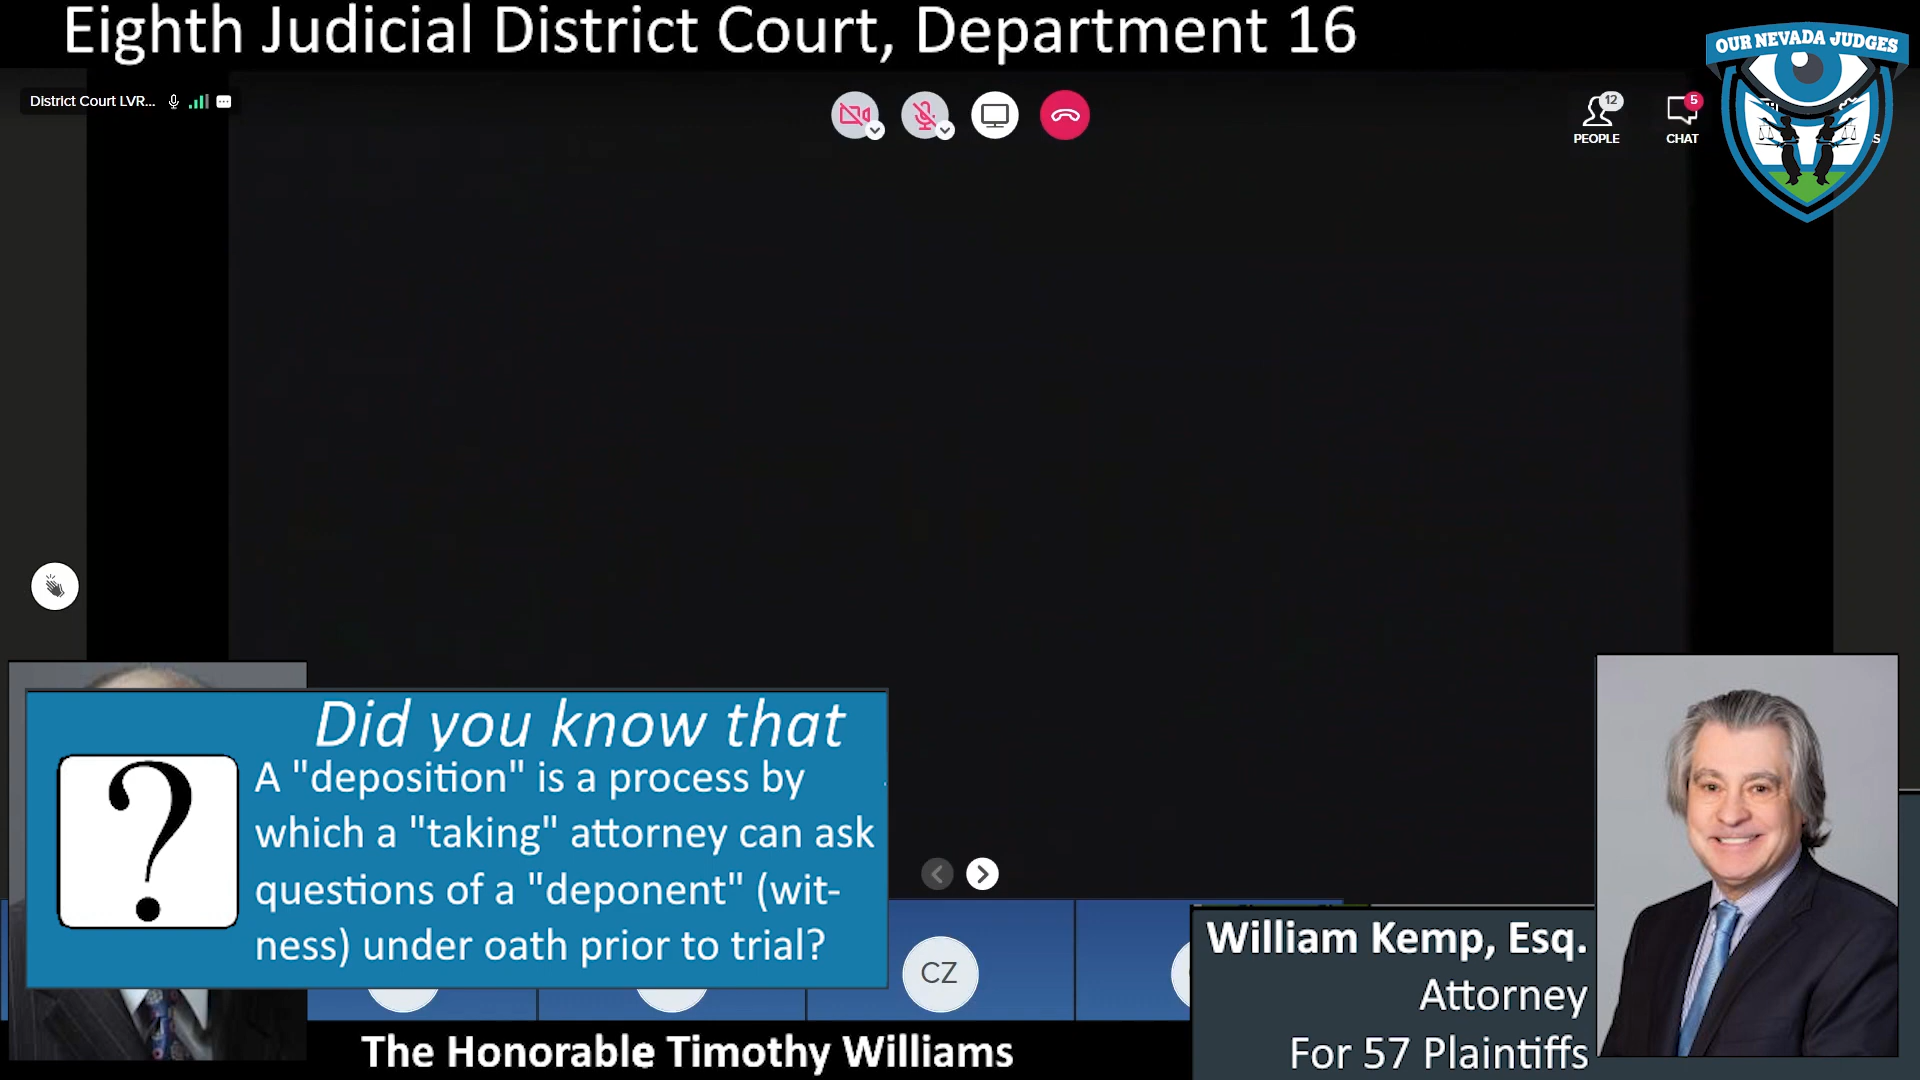 Eighth Judicial District Court, Department 16
OUR NEVADA JUDGES
District Court LVR...
12
5
PEOPLE
CHAT
S
Did you know that
?
A "deposition" is a process by
which a "taking" attorney can ask
questions of a "deponent" (wit-
ness) under oath prior to trial?
CZ
William Kemp, Esq.
Attorney
For 57 Plaintiffs
The Honorable Timothy Williams